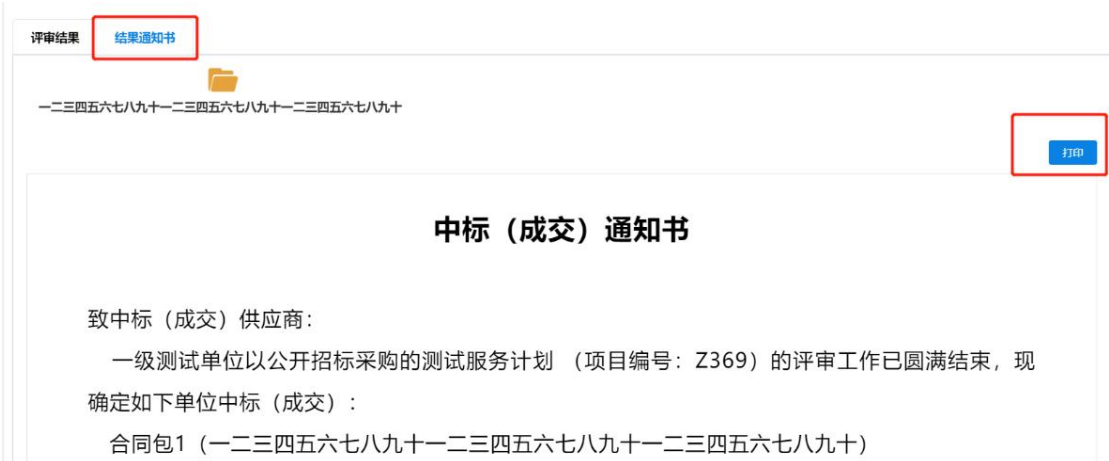 评审结果 结果通知书
一二三四五六七八九十一二三四五六七八九十一二三四五六七八九十
打印
中标（成交）通知书
致中标（成交）供应商：
一级测试单位以公开招标采购的测试服务计划 （项目编号：Z369）的评审工作已圆满结束，现
确定如下单位中标（成交）：
合同包1（一二三四五六七八九十一二三四五六七八九十一二三四五六七八九十）